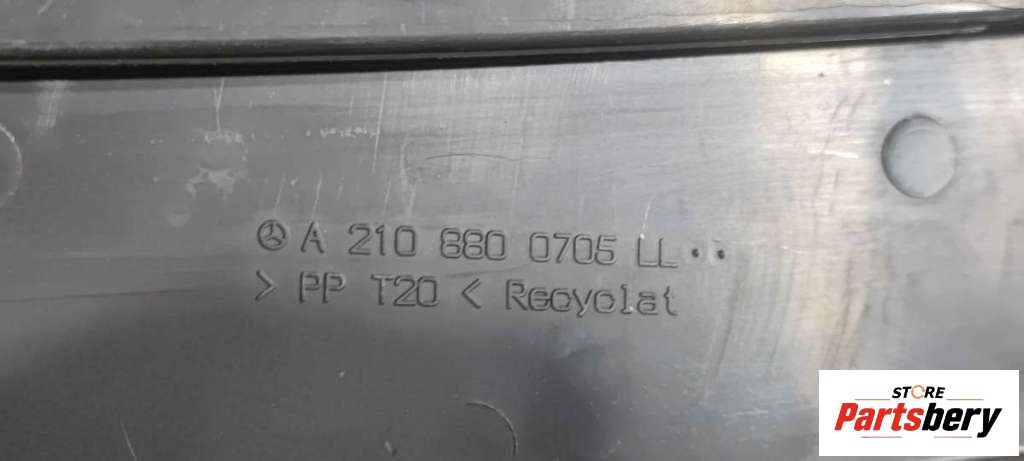 A 210 880 0705 LL
> PP T20 < Recyclat
STORE
Partsbery